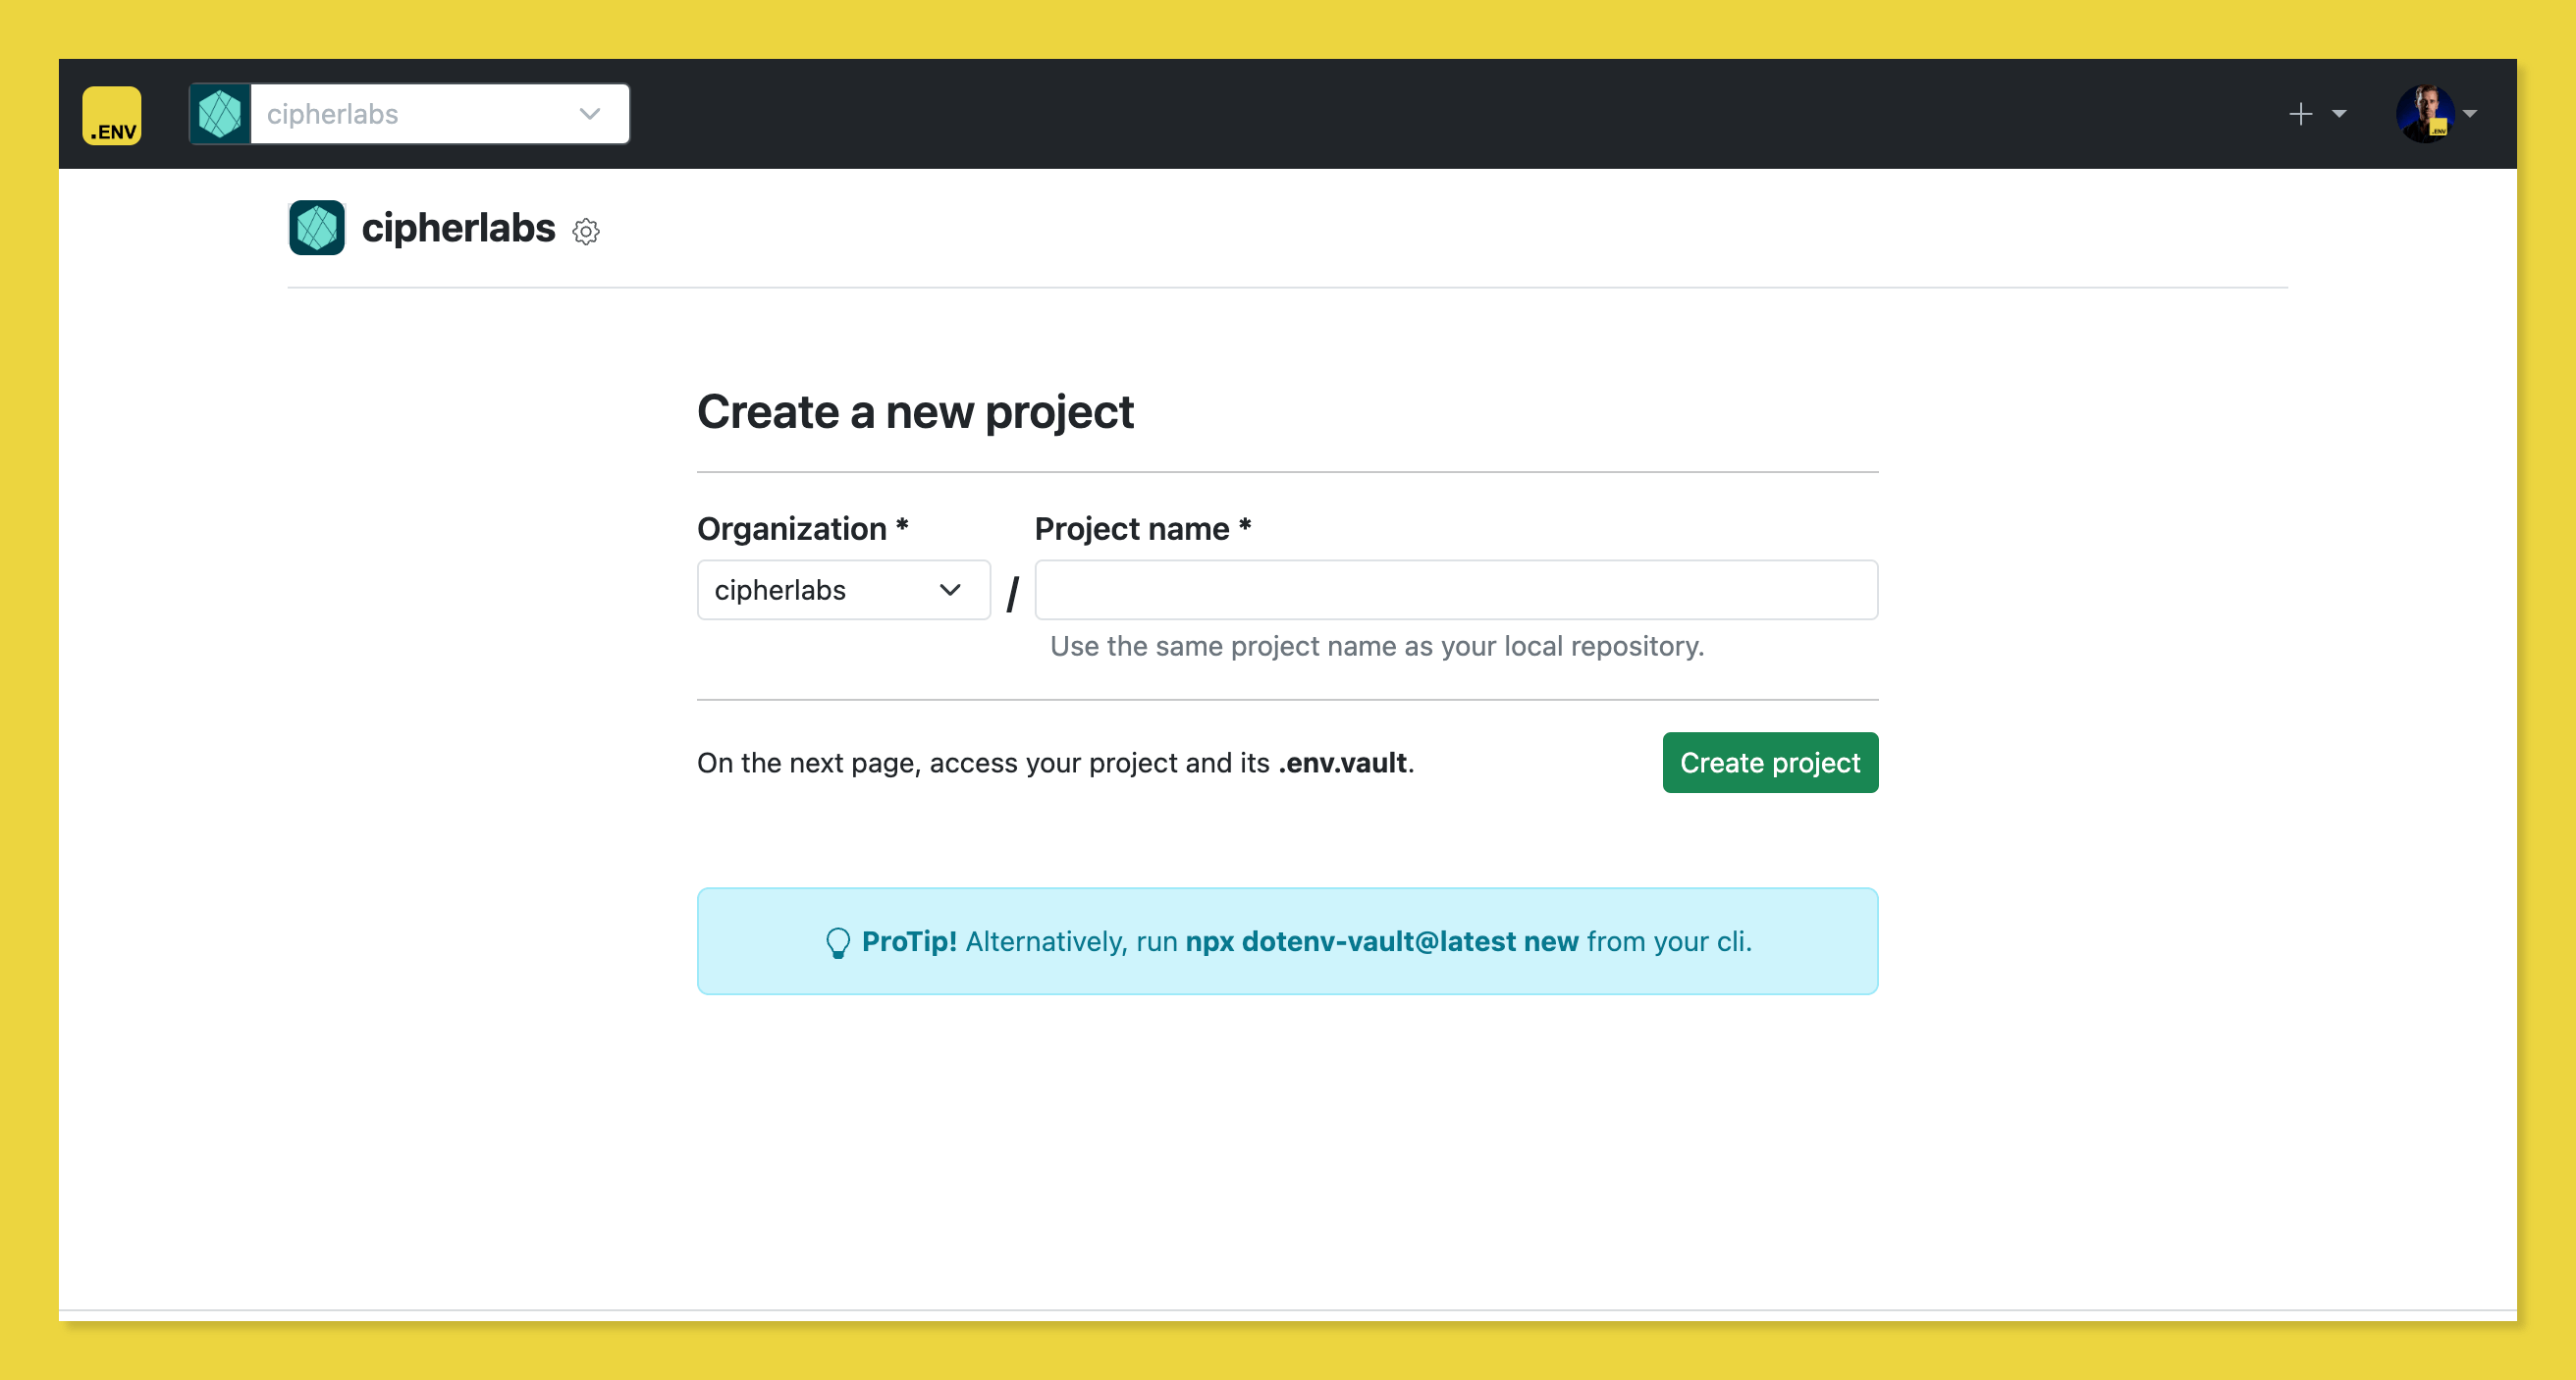 .ENV
cipherlabs
.ENV
cipherlabs
Create a new project
Organization *
Project name *
cipherlabs
/
Use the same project name as your local repository.
On the next page, access your project and its .env.vault.
Create project
ProTip! Alternatively, run npx dotenv-vault@latest new from your cli.